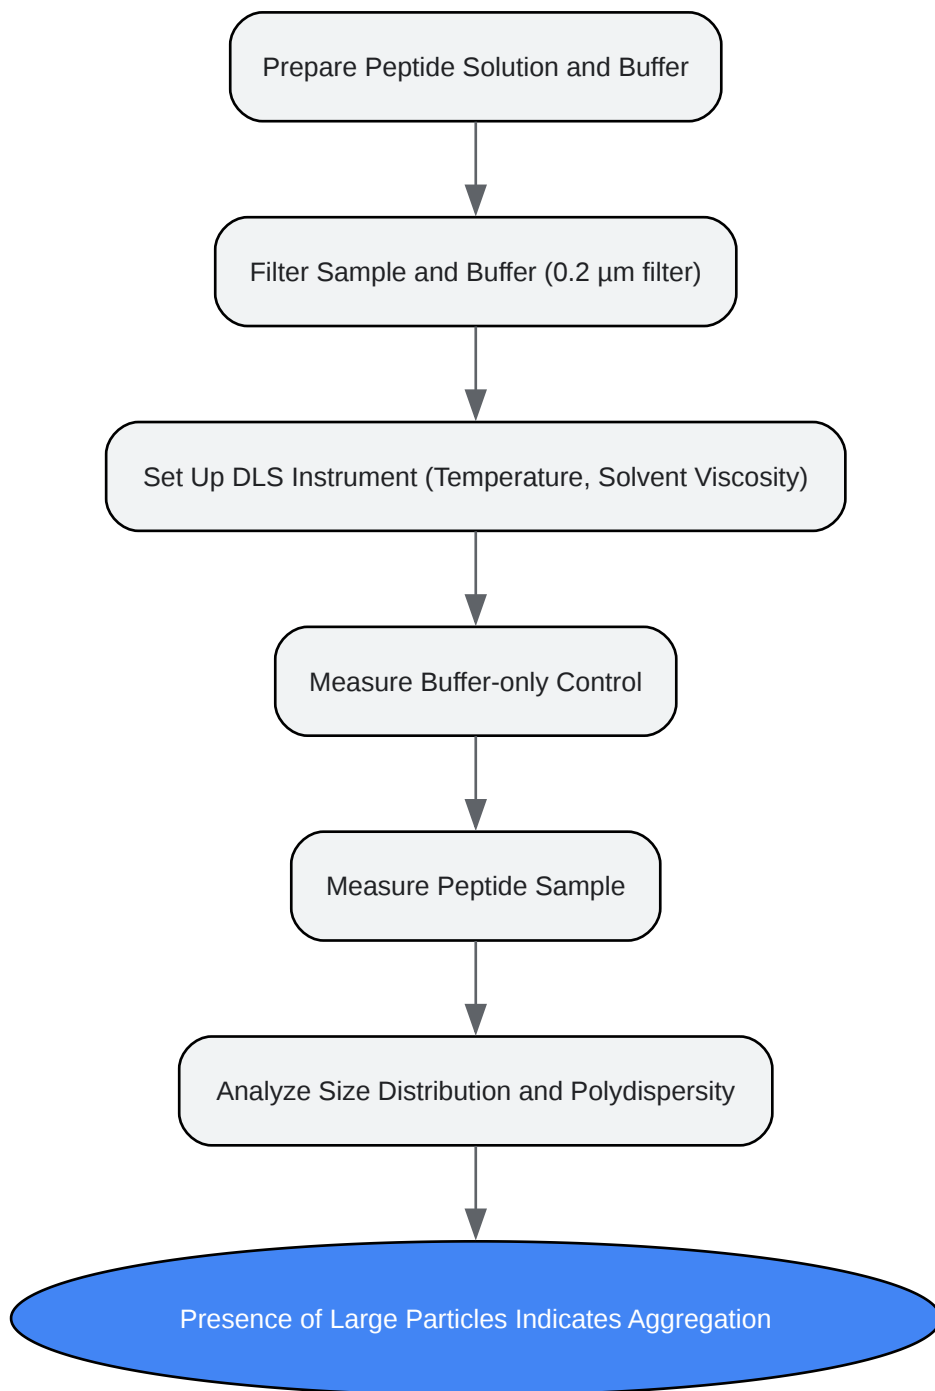 Prepare Peptide Solution and Buffer
Filter Sample and Buffer (0.2 µm filter)
Set Up DLS Instrument (Temperature, Solvent Viscosity)
Measure Buffer-only Control
Measure Peptide Sample
Analyze Size Distribution and Polydispersity
Presence of Large Particles Indicates Aggregation